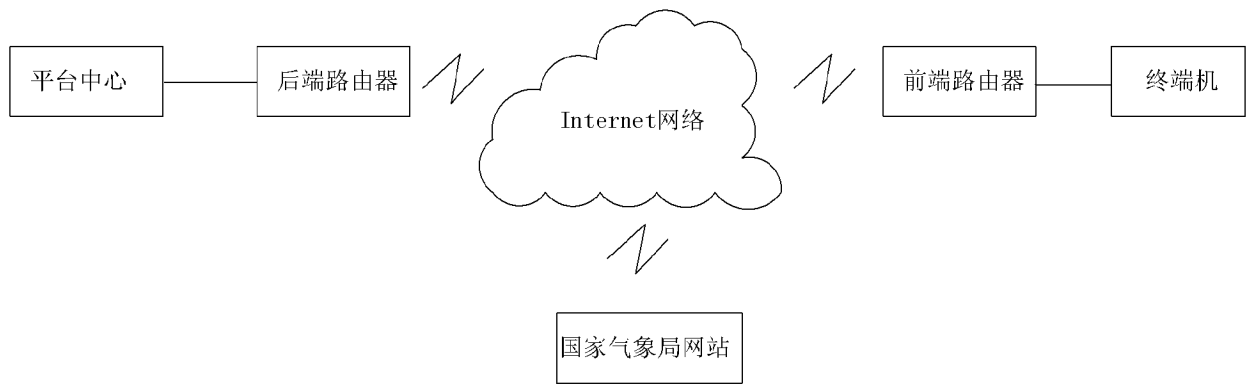 平台中心
后端路由器
Internet网络
前端路由器
终端机
国家气象局网站